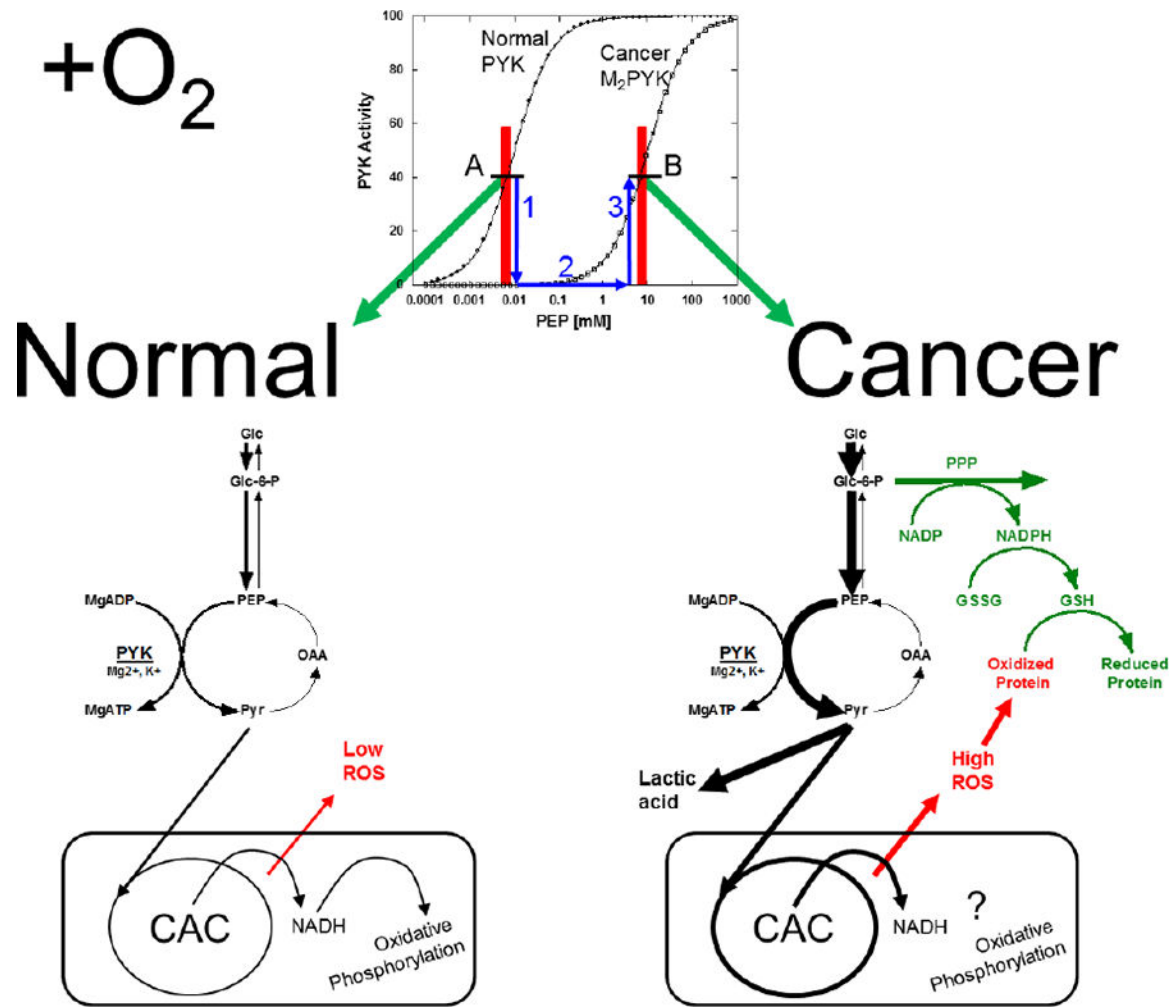 +O2
100
80
60
40
20
0
PYK Activity
Normal
PYK
Cancer
M2PYK
A
B
1
2
3
0.0001 0.001 0.01 0.1 1 10 100 1000
PEP [mM]
Normal
Glc
Glc-6-P
MgADP
PEP
PYK
Mg2+, K+
OAA
MgATP
Pyr
Low
ROS
CAC
NADH
Oxidative
Phosphorylation
Cancer
Glc
Glc-6-P
PPP
NADP
NADPH
MgADP
PEP
GSSG
GSH
PYK
Mg2+, K+
OAA
Oxidized
Protein
Reduced
Protein
MgATP
Pyr
Lactic
acid
High
ROS
CAC
NADH
?
Oxidative
Phosphorylation